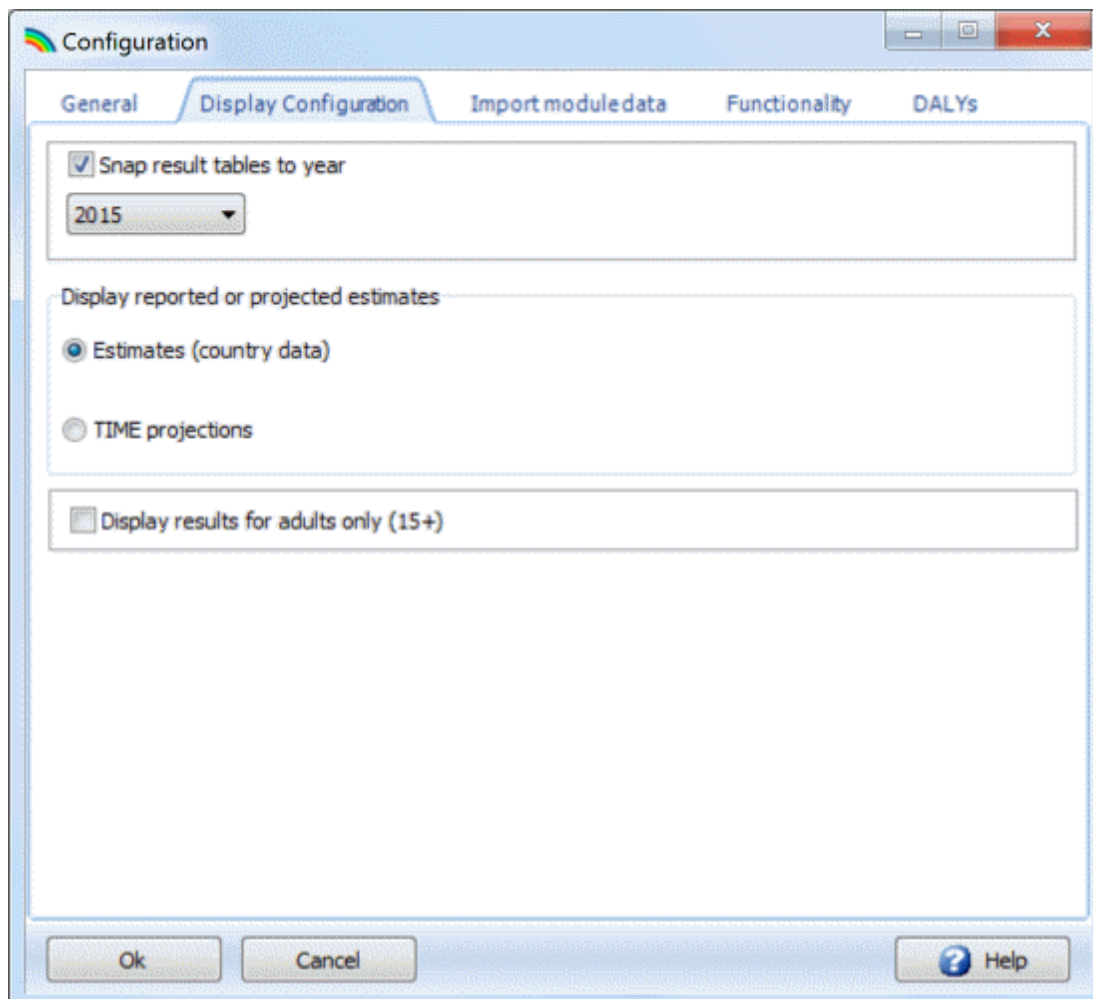 Configuration
General Display Configuration Import module data Functionality DALYs
Snap result tables to year
2015
Display reported or projected estimates
Estimates (country data)
TIME projections
Display results for adults only (15+)
Ok Cancel ? Help